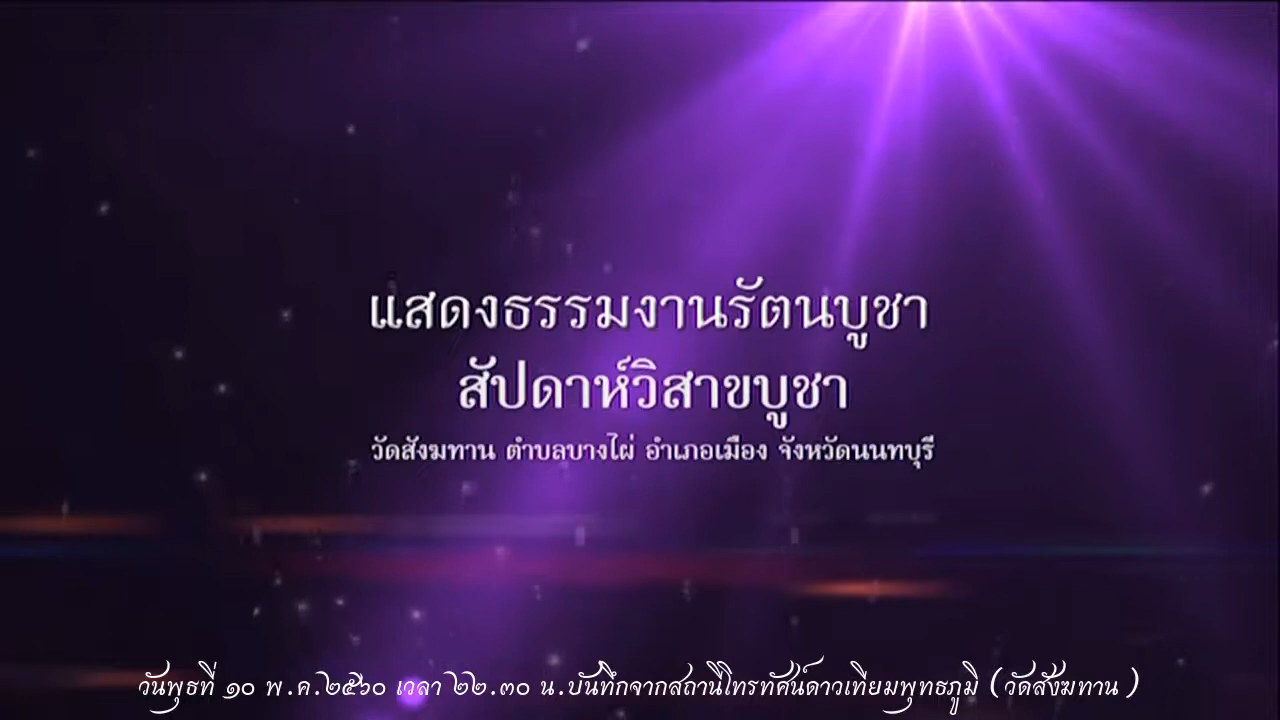 แสดงธรรมงานรัตนบูชา
สัปดาห์วิสาขบูชา
วัดสังฆทาน ตำบลบางไผ่ อำเภอเมือง จังหวัดนนทบุรี
วันพุธที่ ๑๐ พ.ค.๒๕๖๐ เวลา ๒๒.๓๐ น.บันทึกจากสถานีโทรทัศน์ดาวเทียมพุทธภูมิ (วัดสังฆทาน )